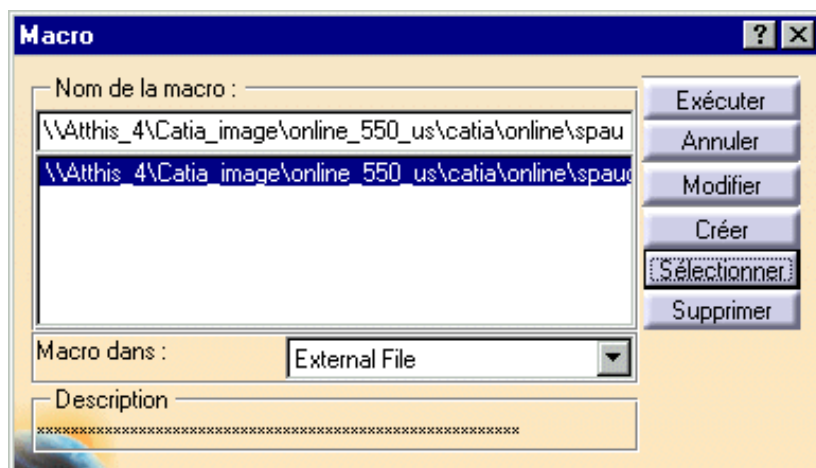 Macro
Nom de la macro :
\\Atthis_4\Catia_image\online_550_us\catia\online\spau
\\Atthis_4\Catia_image\online_550_us\catia\online\spau
Macro dans :
External File
Description
********************************************************
Exécuter
Annuler
Modifier
Créer
Sélectionner
Supprimer